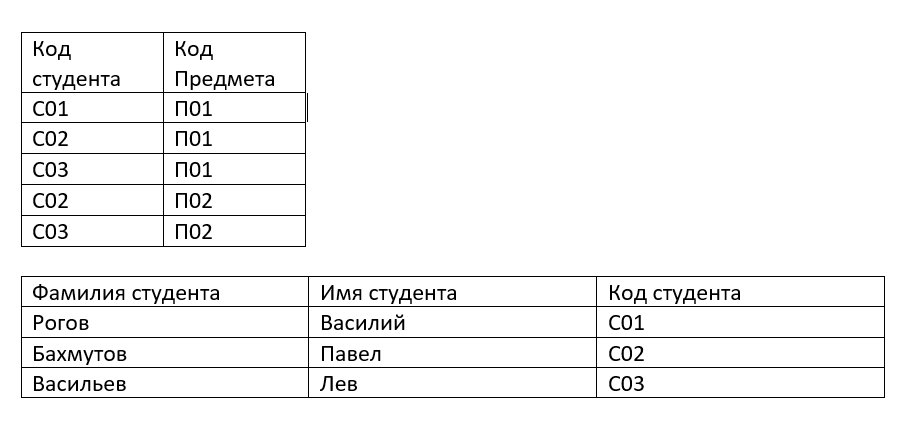 Код Код
студента Предмета
С01 П01
С02 П01
С03 П01
С02 П02
С03 П02
Фамилия студента Имя студента Код студента
Рогов Василий С01
Бахмутов Павел С02
Васильев Лев С03